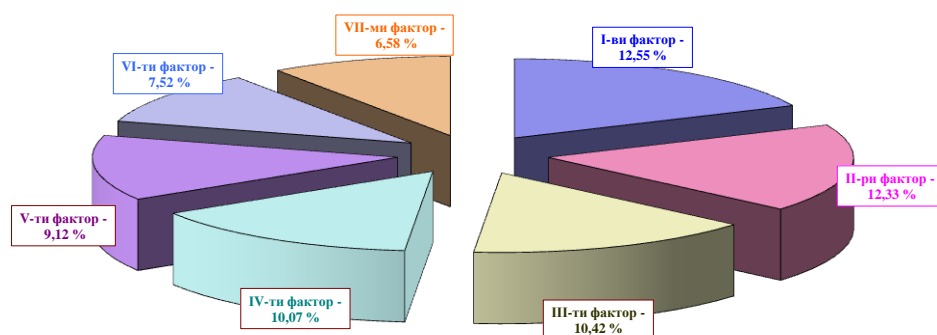 VII-ми фактор -
6,58 %
I-ви фактор -
12,55 %
VI-ти фактор -
7,52 %
II-ри фактор -
12,33 %
V-ти фактор -
9,12 %
IV-ти фактор -
10,07 %
III-ти фактор -
10,42 %